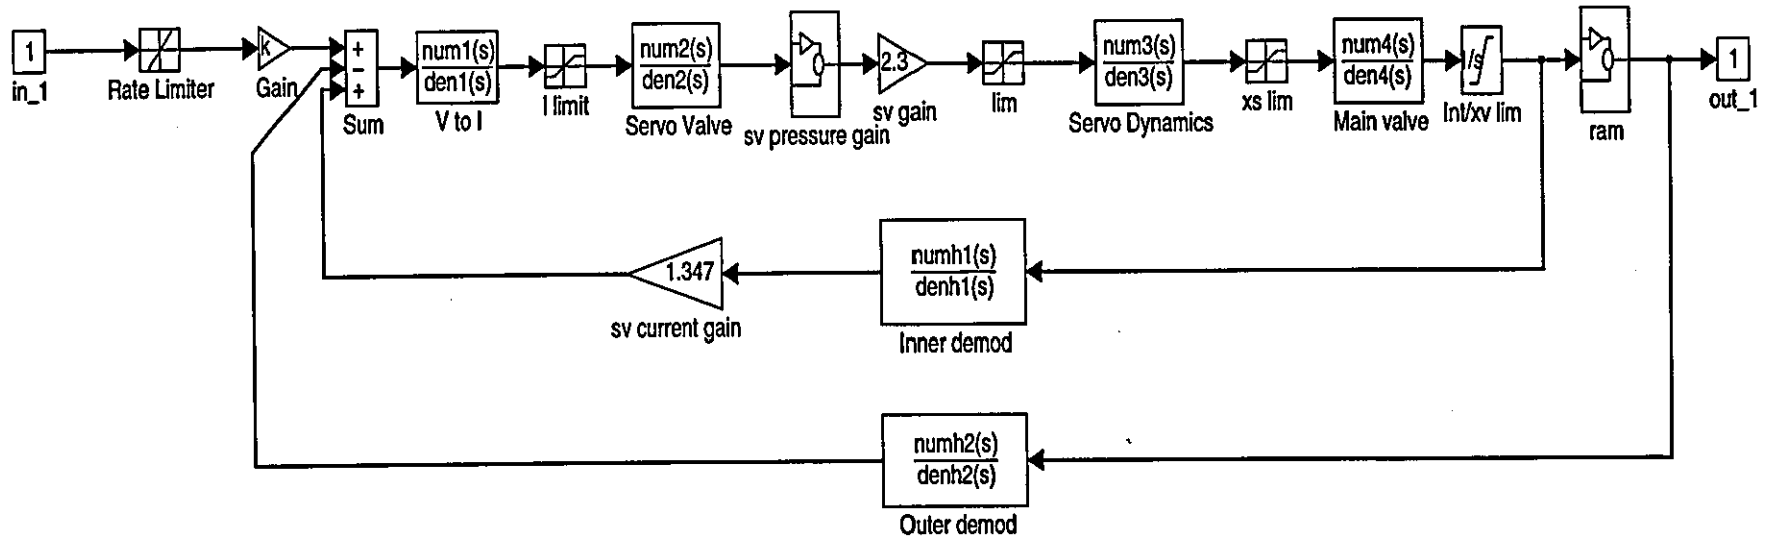 1
in_1
Rate Limiter
k
Gain
+
−
+
Sum
num1(s)
den1(s)
V to I
I limit
num2(s)
den2(s)
Servo Valve
sv pressure gain
2.3
sv gain
lim
num3(s)
den3(s)
Servo Dynamics
xs lim
num4(s)
den4(s)
Main valve
1/s
Int/xv lim
ram
1
out_1
1.347
sv current gain
numh1(s)
denh1(s)
Inner demod
numh2(s)
denh2(s)
Outer demod